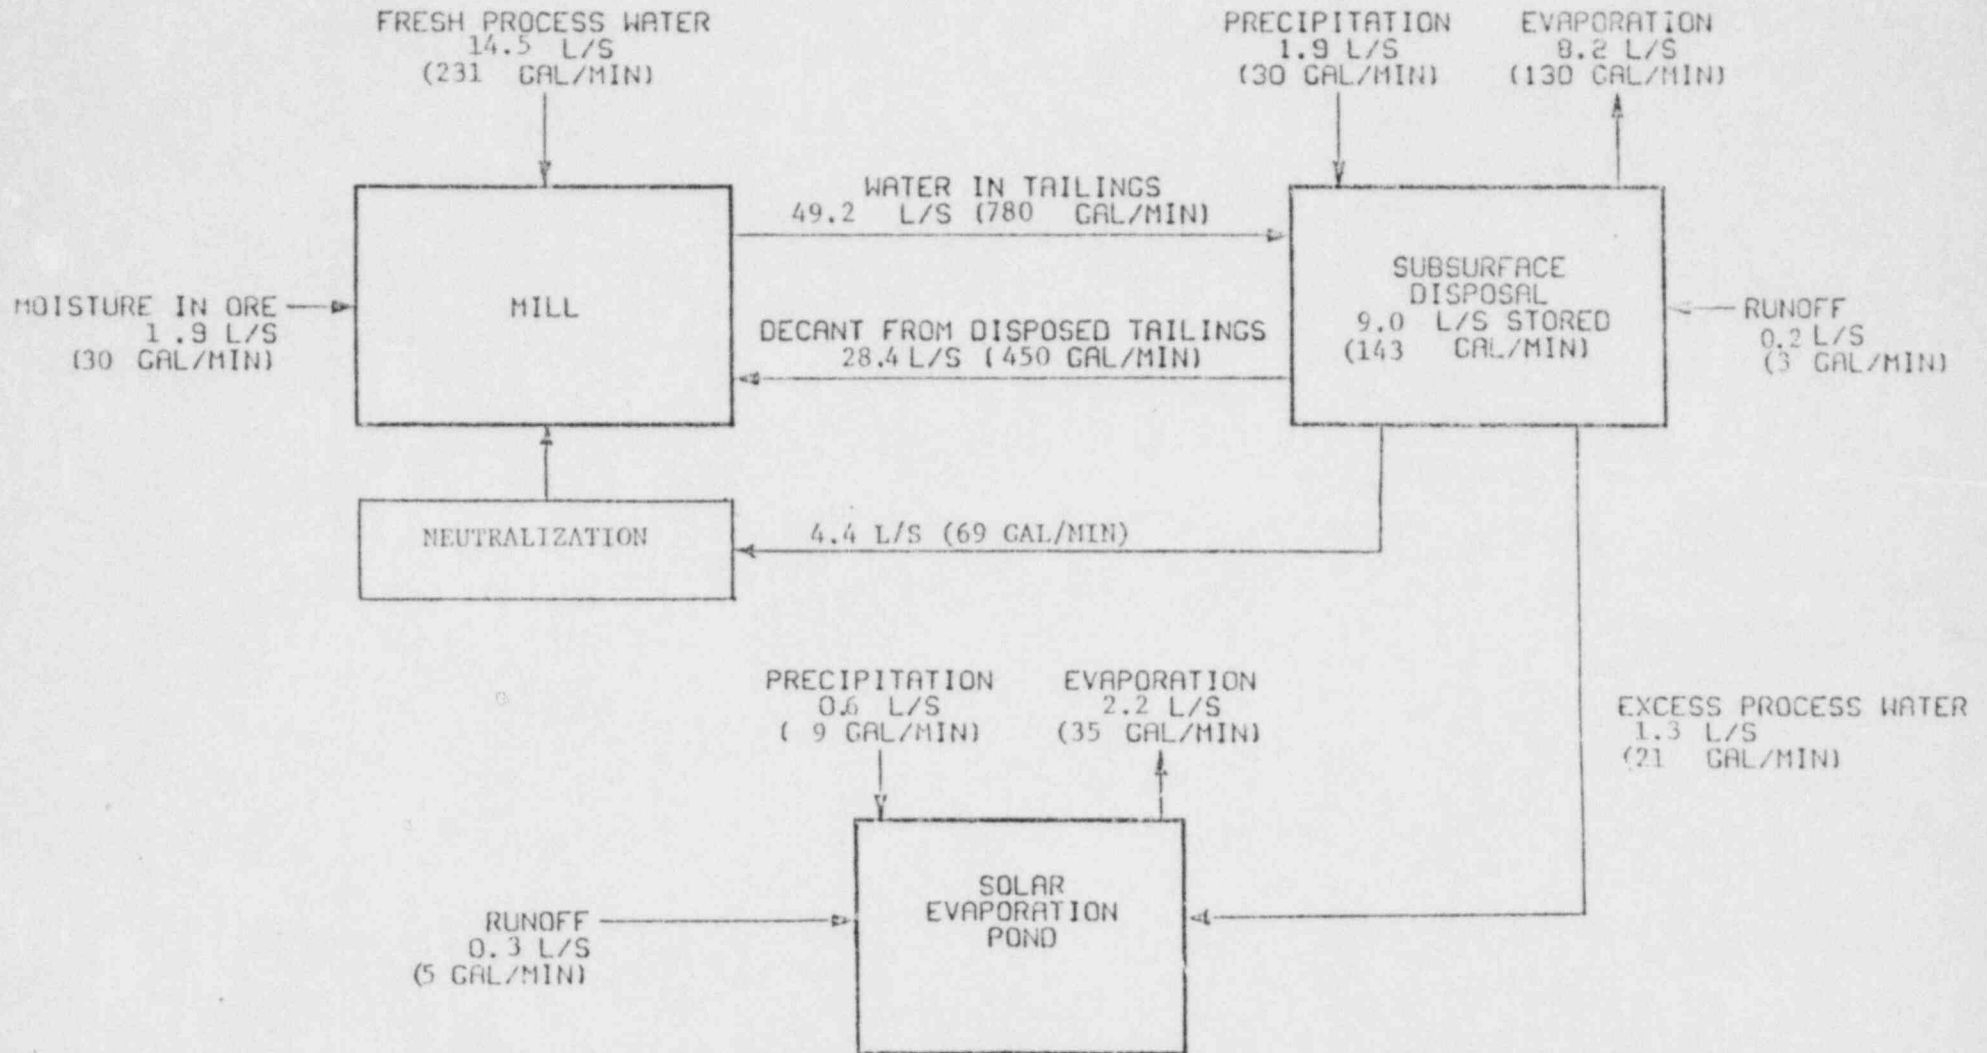 FRESH PROCESS WATER
14.5 L/S
(231 GAL/MIN)
PRECIPITATION
1.9 L/S
(30 GAL/MIN)
EVAPORATION
8.2 L/S
(130 GAL/MIN)
WATER IN TAILINGS
49.2 L/S (780 GAL/MIN)
MOISTURE IN ORE
1.9 L/S
(30 GAL/MIN)
MILL
DECANT FROM DISPOSED TAILINGS
28.4 L/S (450 GAL/MIN)
SUBSURFACE
DISPOSAL
9.0 L/S STORED
(143 GAL/MIN)
RUNOFF
0.2 L/S
(3 GAL/MIN)
NEUTRALIZATION
4.4 L/S (69 GAL/MIN)
PRECIPITATION
0.6 L/S
( 9 GAL/MIN)
EVAPORATION
2.2 L/S
(35 GAL/MIN)
EXCESS PROCESS WATER
1.3 L/S
(21 GAL/MIN)
SOLAR
EVAPORATION
POND
RUNOFF
0.3 L/S
(5 GAL/MIN)